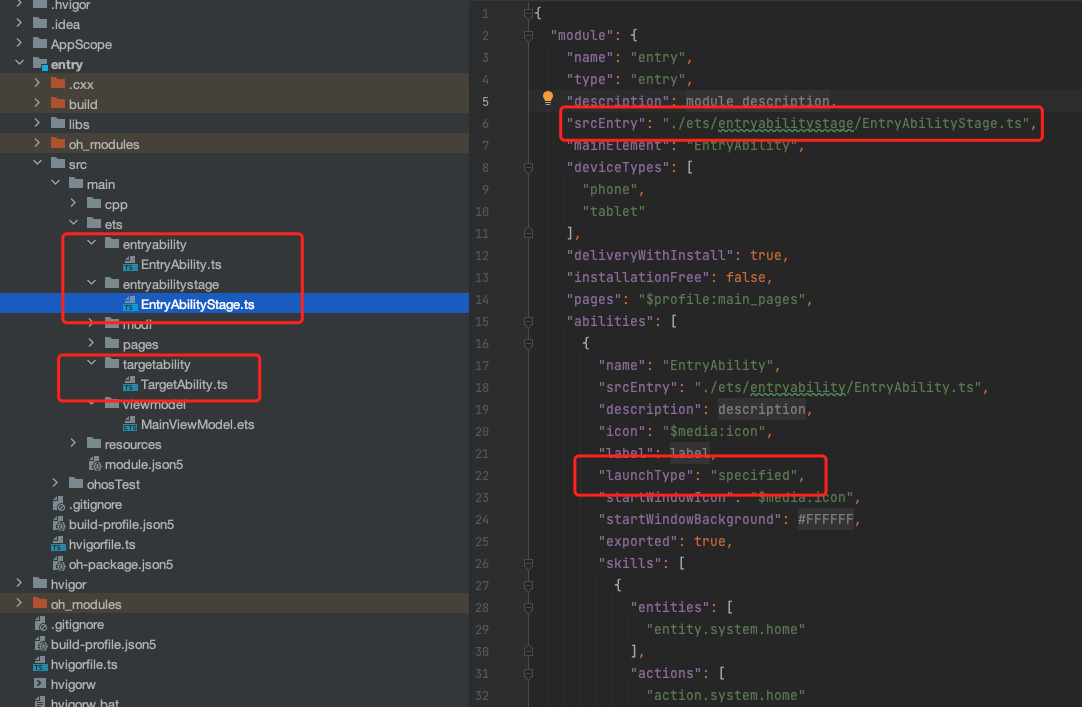 .hvigor
.idea
AppScope
entry
.cxx
build
libs
oh_modules
src
main
cpp
ets
entryability
EntryAbility.ts
entryabilitystage
EntryAbilityStage.ts
pages
targetability
TargetAbility.ts
viewmodel
MainViewModel.ets
resources
module.json5
ohosTest
.gitignore
build-profile.json5
hvigorfile.ts
oh-package.json5
hvigor
oh_modules
.gitignore
build-profile.json5
hvigorfile.ts
hvigorw
hvigorw.bat
1 {
2 "module": {
3 "name": "entry",
4 "type": "entry",
5 "description": module description,
6 "srcEntry": "./ets/entryabilitystage/EntryAbilityStage.ts",
7 "mainElement": "EntryAbility",
8 "deviceTypes": [
9 "phone",
10 "tablet"
11 ],
12 "deliveryWithInstall": true,
13 "installationFree": false,
14 "pages": "$profile:main_pages",
15 "abilities": [
16 {
17 "name": "EntryAbility",
18 "srcEntry": "./ets/entryability/EntryAbility.ts",
19 "description": description,
20 "icon": "$media:icon",
21 "label": label,
22 "launchType": "specified",
23 "startWindowIcon": "$media:icon",
24 "startWindowBackground": #FFFFFF,
25 "exported": true,
26 "skills": [
27 {
28 "entities": [
29 "entity.system.home"
30 ],
31 "actions": [
32 "action.system.home"